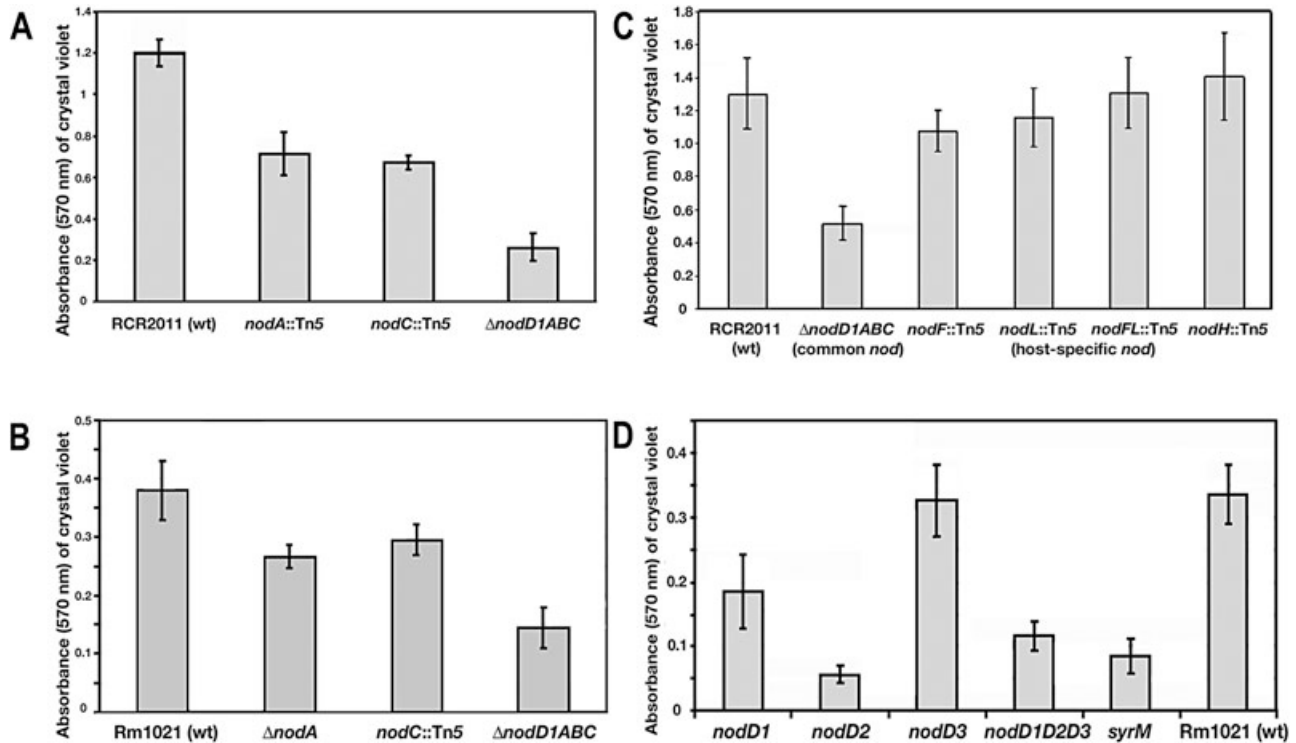 A
Absorbance (570 nm) of crystal violet
1.4
1.2
1
0.8
0.6
0.4
0.2
0
RCR2011 (wt) nodA::Tn5 nodC::Tn5 ΔnodD1ABC
C
Absorbance (570 nm) of crystal violet
1.8
1.6
1.4
1.2
1.0
0.8
0.6
0.4
0.2
0
RCR2011 ΔnodD1ABC nodF::Tn5 nodL::Tn5 nodFL::Tn5 nodH::Tn5
(wt) (common nod) (host-specific nod)
B
Absorbance (570 nm) of crystal violet
0.5
0.4
0.3
0.2
0.1
0
Rm1021 (wt) ΔnodA nodC::Tn5 ΔnodD1ABC
D
Absorbance (570 nm) of crystal violet
0.4
0.3
0.2
0.1
0
nodD1 nodD2 nodD3 nodD1D2D3 syrM Rm1021 (wt)